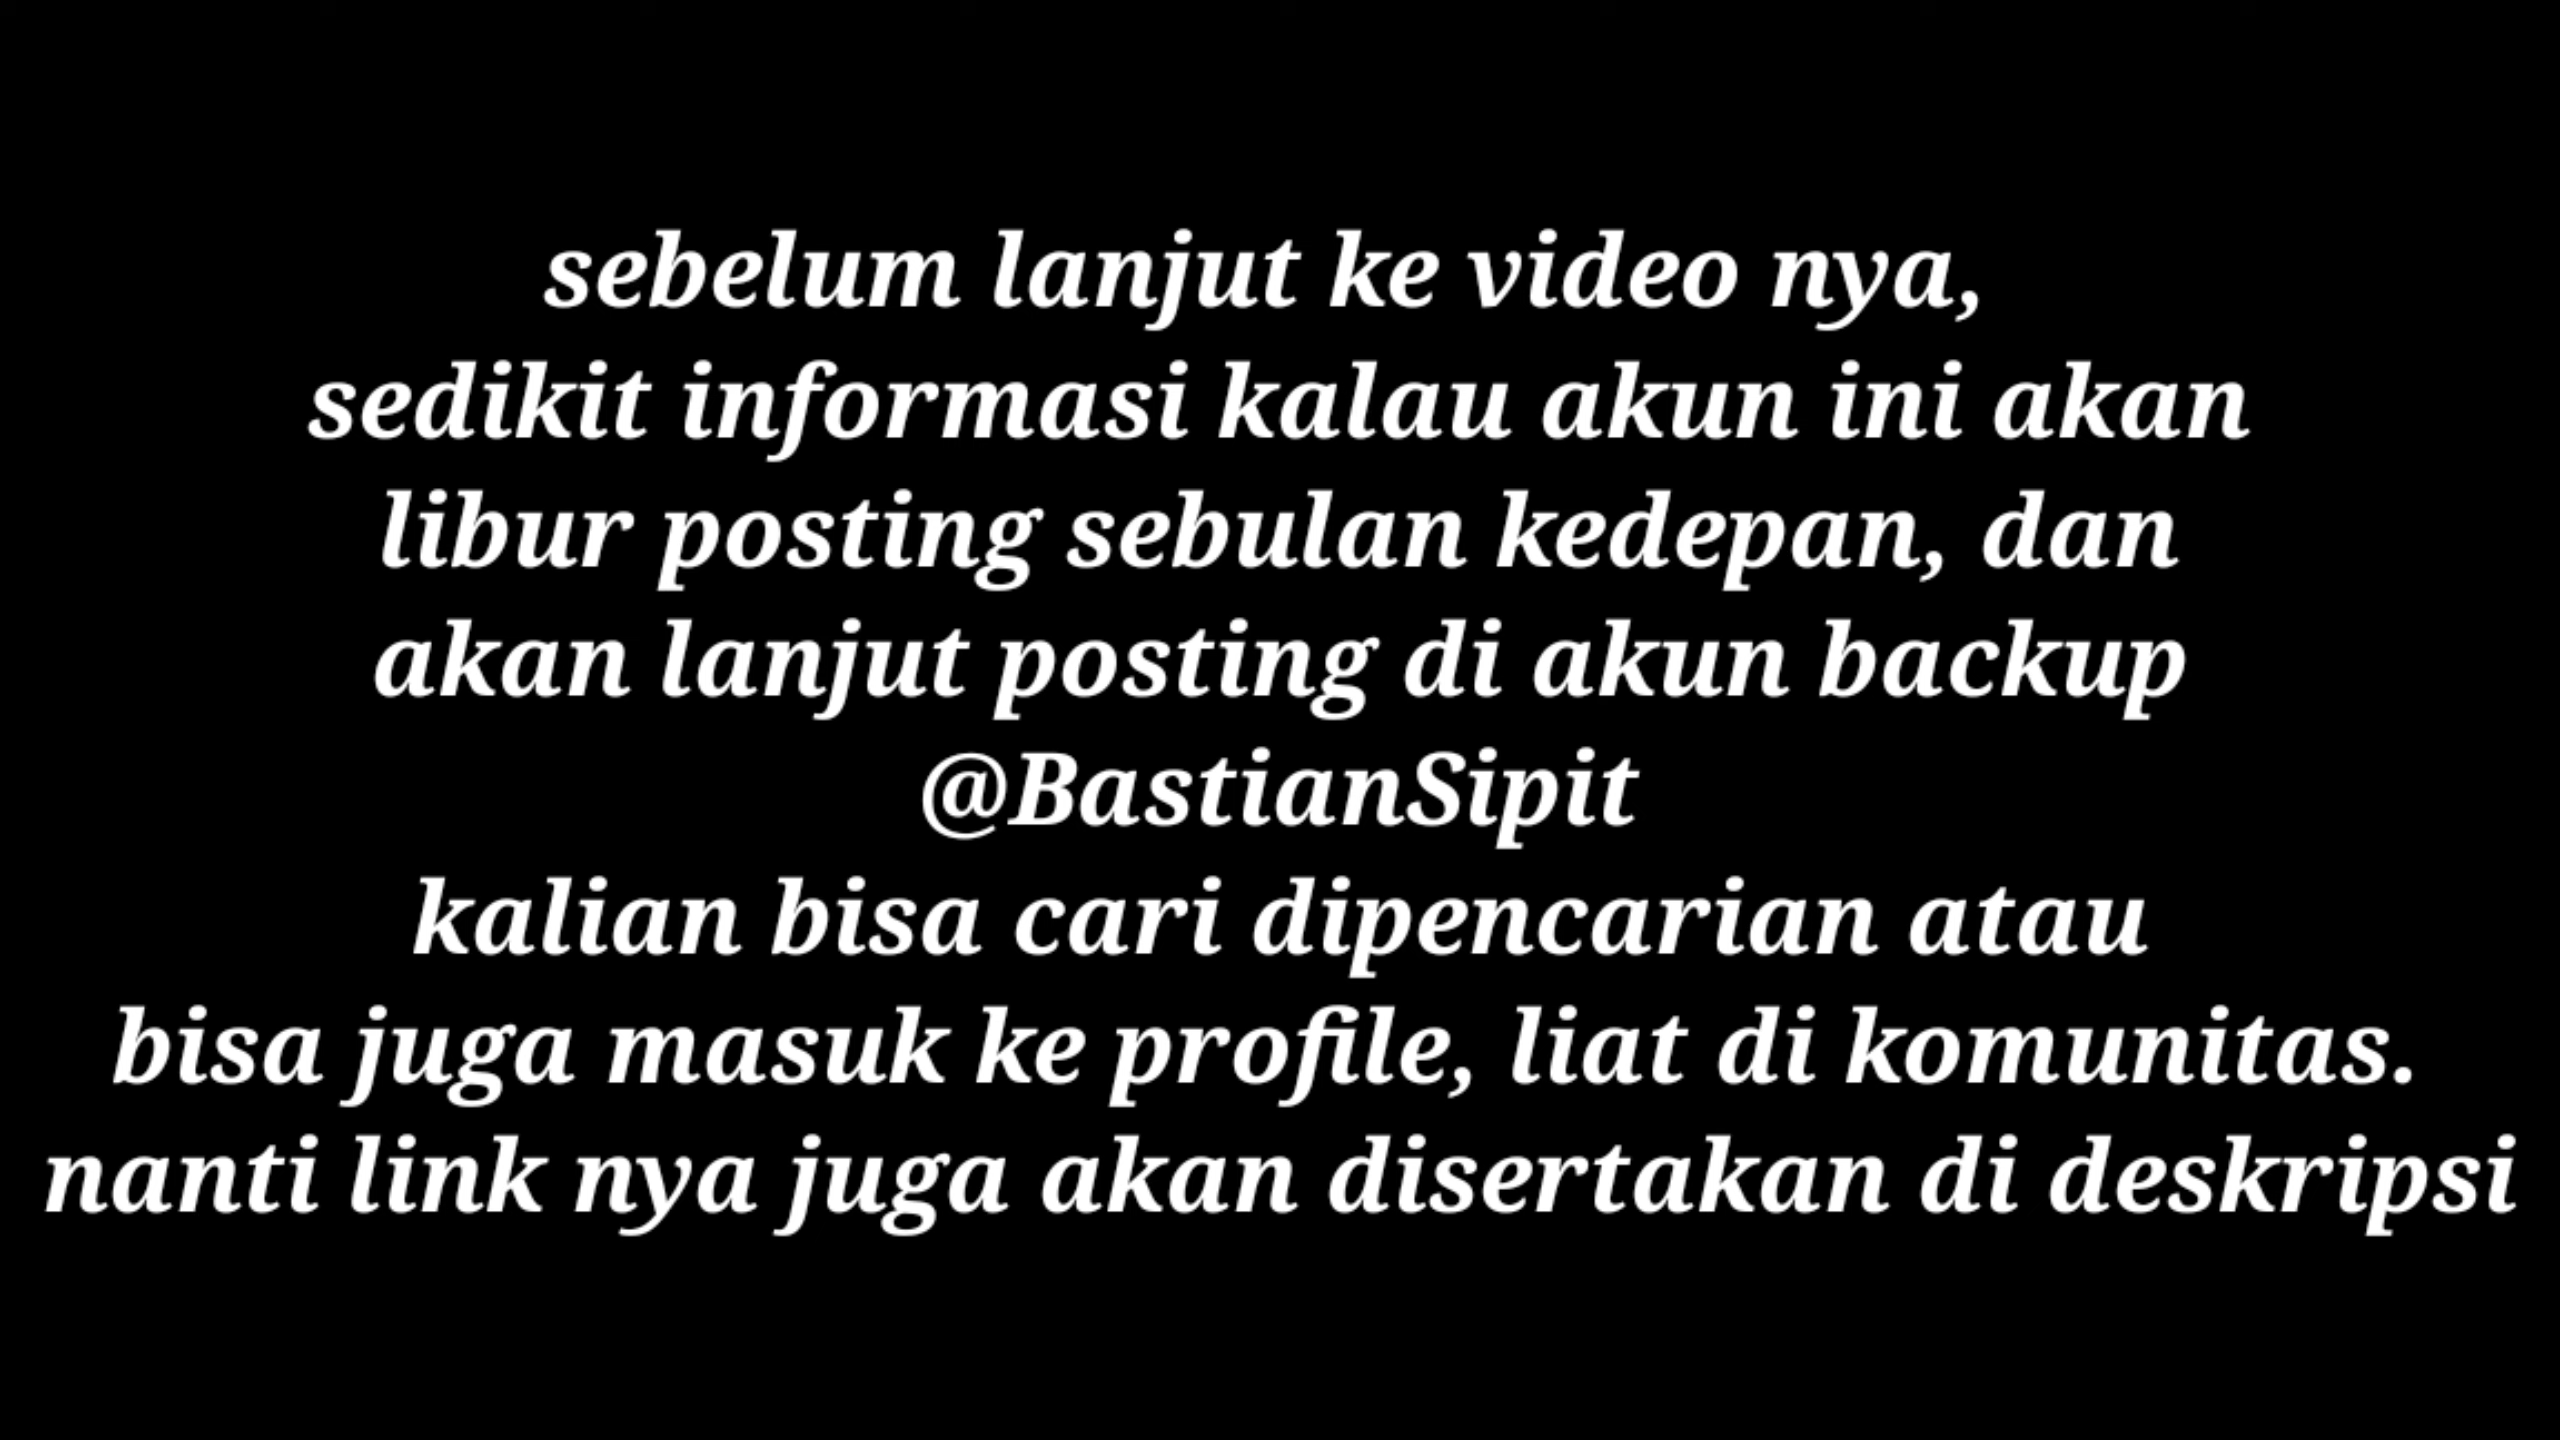 sebelum lanjut ke video nya,
sedikit informasi kalau akun ini akan
libur posting sebulan kedepan, dan
akan lanjut posting di akun backup
@BastianSipit
kalian bisa cari dipencarian atau
bisa juga masuk ke profile, liat di komunitas.
nanti link nya juga akan disertakan di deskripsi